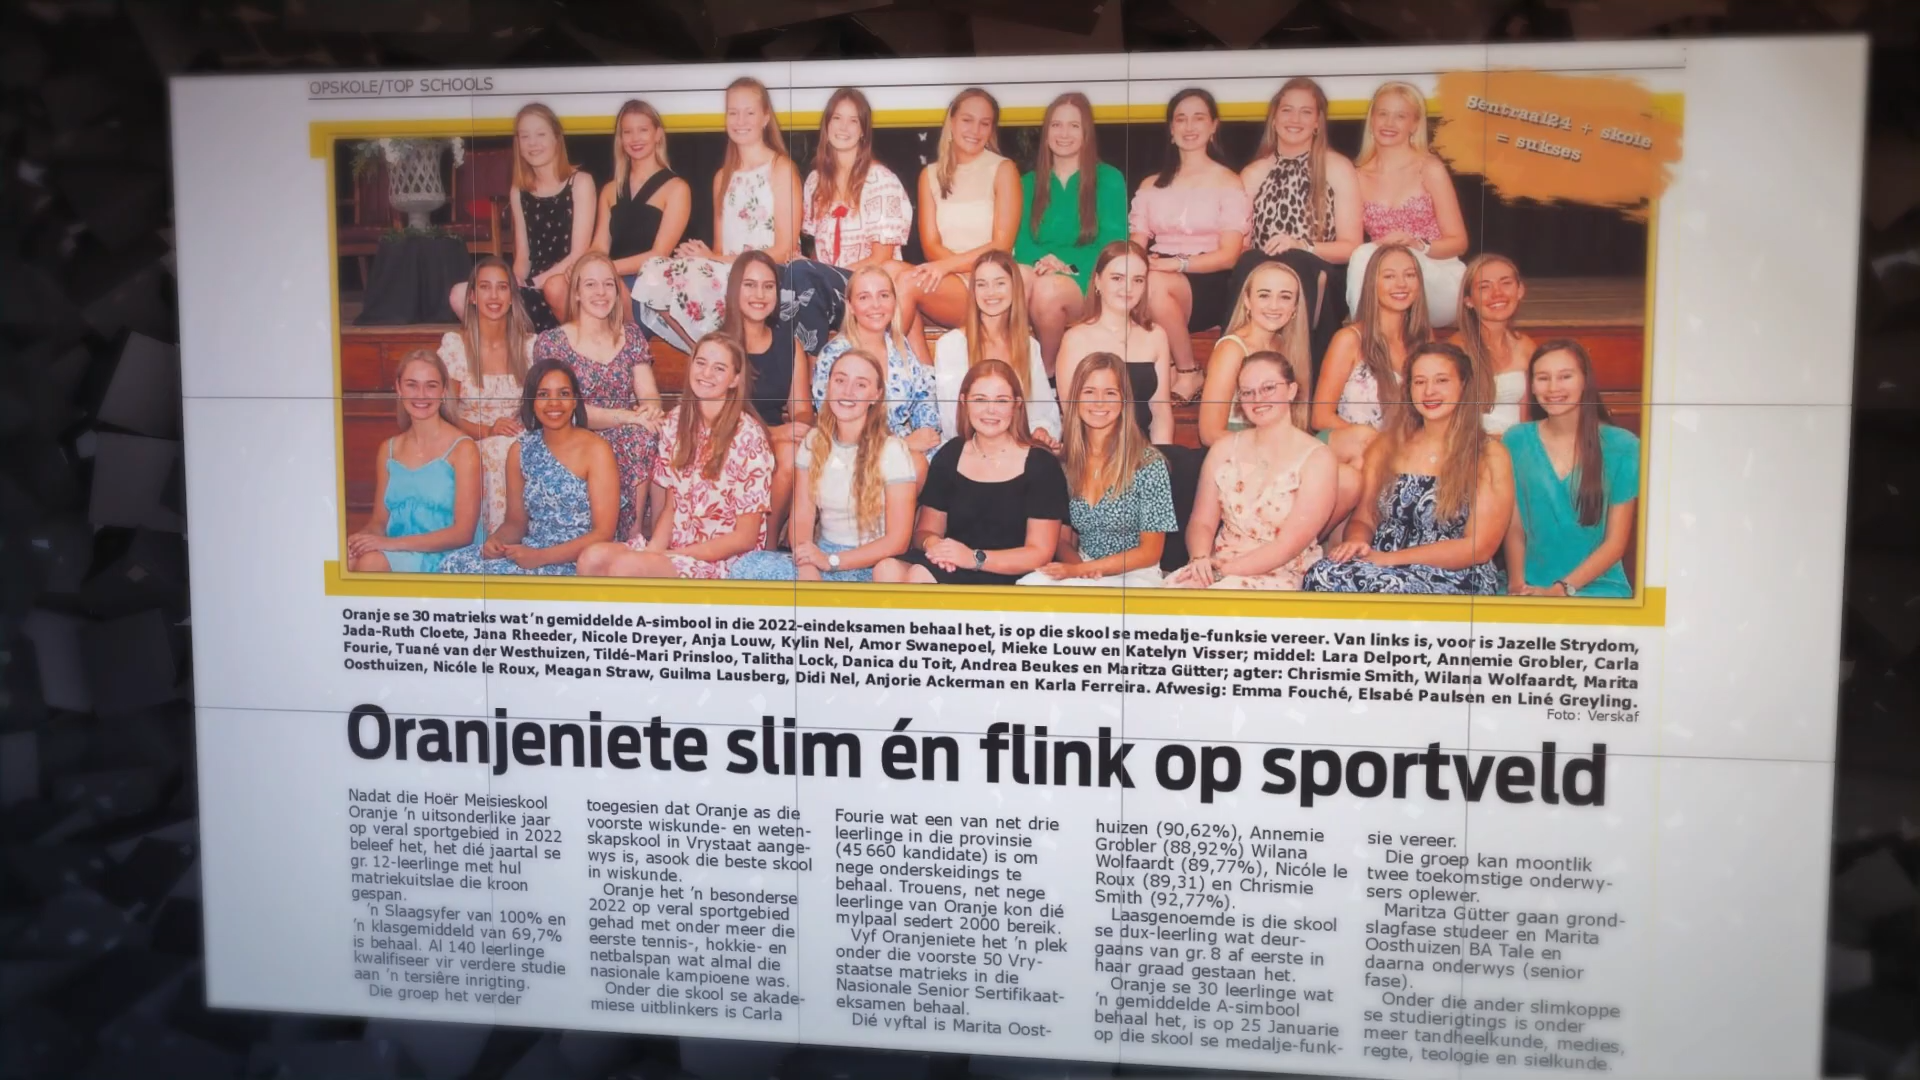 OPSKOLE/TOP SCHOOLS
Sentraal24 + skole
= sukses
Oranje se 30 matrieks wat 'n gemiddelde A-simbool in die 2022-eindeksamen behaal het, is op die skool se medalje-funksie vereer. Van links is, voor is Jazelle Strydom,
Jada-Ruth Cloete, Jana Rheeder, Nicole Dreyer, Anja Louw, Kylin Nel, Amor Swanepoel, Mieke Louw en Katelyn Visser; middel: Lara Delport, Annemie Grobler, Carla
Fourie, Tuané van der Westhuizen, Tildé-Mari Prinsloo, Talitha Lock, Danica du Toit, Andrea Beukes en Maritza Gütter; agter: Chrismie Smith, Wilana Wolfaardt, Marita
Oosthuizen, Nicóle le Roux, Meagan Straw, Guilma Lausberg, Didi Nel, Anjorie Ackerman en Karla Ferreira. Afwesig: Emma Fouché, Elsabé Paulsen en Liné Greyling.
Foto: Verskaf
Oranjeniete slim én flink op sportveld
Nadat die Hoër Meisieskool
Oranje 'n uitsonderlike jaar
op veral sportgebied in 2022
beleef het, het dié jaartal se
gr. 12-leerlinge met hul
matriekuitslae die kroon
gespan.
'n Slaagsyfer van 100% en
'n klasgemiddeld van 69,7%
is behaal. Al 140 leerlinge
kwalifiseer vir verdere studie
aan 'n tersiêre inrigting.
Die groep het verder
toegesien dat Oranje as die
voorste wiskunde- en weten-
skapskool in Vrystaat aange-
wys is, asook die beste skool
in wiskunde.
Oranje het 'n besonderse
2022 op veral sportgebied
gehad met onder meer die
eerste tennis-, hokkie- en
netbalspan wat almal die
nasionale kampioene was.
Onder die skool se akade-
miese uitblinkers is Carla
Fourie wat een van net drie
leerlinge in die provinsie
(45 660 kandidate) is om
nege onderskeidings te
behaal. Trouens, net nege
leerlinge van Oranje kon dié
mylpaal sedert 2000 bereik.
Vyf Oranjeniete het 'n plek
onder die voorste 50 Vry-
staatse matrieks in die
Nasionale Senior Sertifikaat-
eksamen behaal.
Dié vyftal is Marita Oost-
huizen (90,62%), Annemie
Grobler (88,92%) Wilana
Wolfaardt (89,77%), Nicóle le
Roux (89,31) en Chrismie
Smith (92,77%).
Laasgenoemde is die skool
se dux-leerling wat deur-
gaans van gr. 8 af eerste in
haar graad gestaan het.
Oranje se 30 leerlinge wat
'n gemiddelde A-simbool
behaal het, is op 25 Januarie
op die skool se medalje-funk-
sie vereer.
Die groep kan moontlik
twee toekomstige onderwy-
sers oplewer.
Maritza Gütter gaan grond-
slagfase studeer en Marita
Oosthuizen BA Tale en
daarna onderwys (senior
fase).
Onder die ander slimkoppe
se studierigtings is onder
meer tandheelkunde, medies,
regte, teologie en sielkunde.